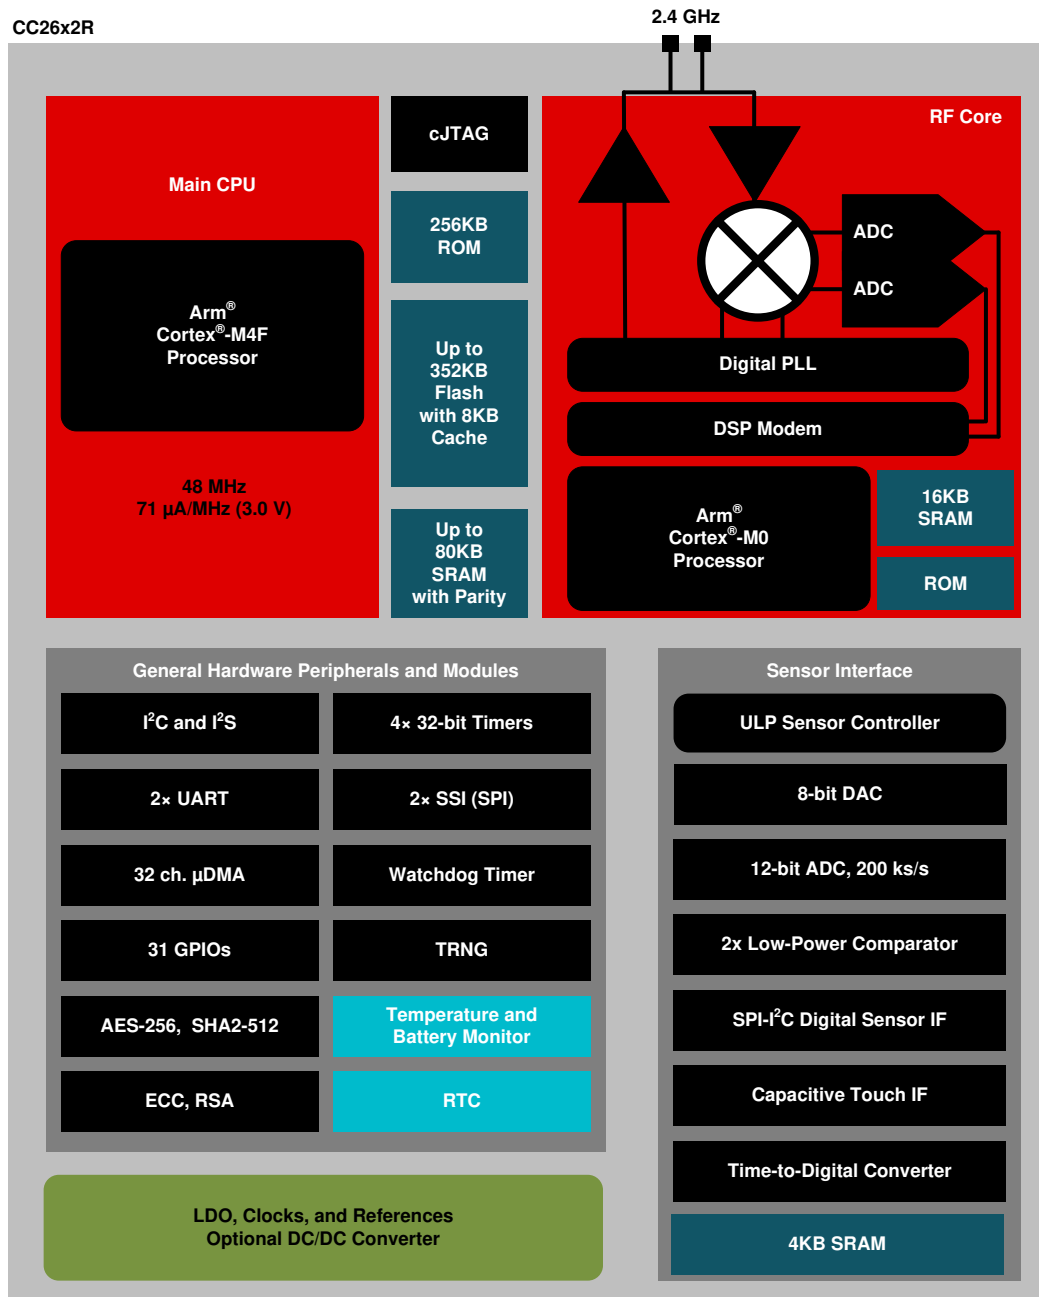 CC26x2R
2.4 GHz
Main CPU
Arm®
Cortex®-M4F
Processor
48 MHz
71 µA/MHz (3.0 V)
cJTAG
256KB
ROM
Up to
352KB
Flash
with 8KB
Cache
Up to
80KB
SRAM
with Parity
RF Core
ADC
ADC
Digital PLL
DSP Modem
Arm®
Cortex®-M0
Processor
16KB
SRAM
ROM
General Hardware Peripherals and Modules
I²C and I²S
4× 32-bit Timers
2× UART
2× SSI (SPI)
32 ch. µDMA
Watchdog Timer
31 GPIOs
TRNG
AES-256, SHA2-512
Temperature and
Battery Monitor
ECC, RSA
RTC
LDO, Clocks, and References
Optional DC/DC Converter
Sensor Interface
ULP Sensor Controller
8-bit DAC
12-bit ADC, 200 ks/s
2x Low-Power Comparator
SPI-I²C Digital Sensor IF
Capacitive Touch IF
Time-to-Digital Converter
4KB SRAM